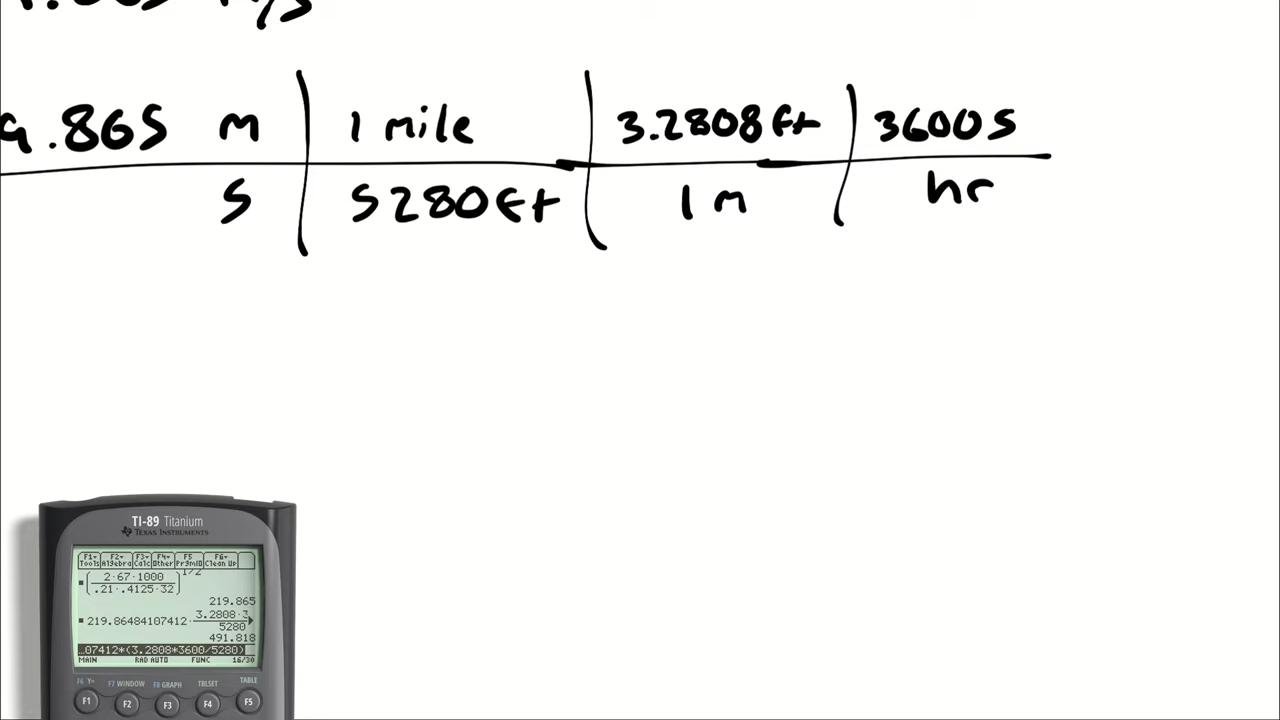 9.865 m | 1 mile | 3.2808 ft | 3600 s
s | 5280 ft | 1 m | hr
TI-89 Titanium
TEXAS INSTRUMENTS
F1 F2 F3 F4 F5 F6
Tools Algebra Calc Other PrgmIO Clean Up
(2·67·1000 / .21·.4125·32)^1/2
219.865
219.86484107412·3.2808·3
5280
491.818
..07412*(3.2808*3600/5280)
MAIN RAD AUTO FUNC 16/30
F6 Y= F7 WINDOW F8 GRAPH TBLSET TABLE
F1 F2 F3 F4 F5